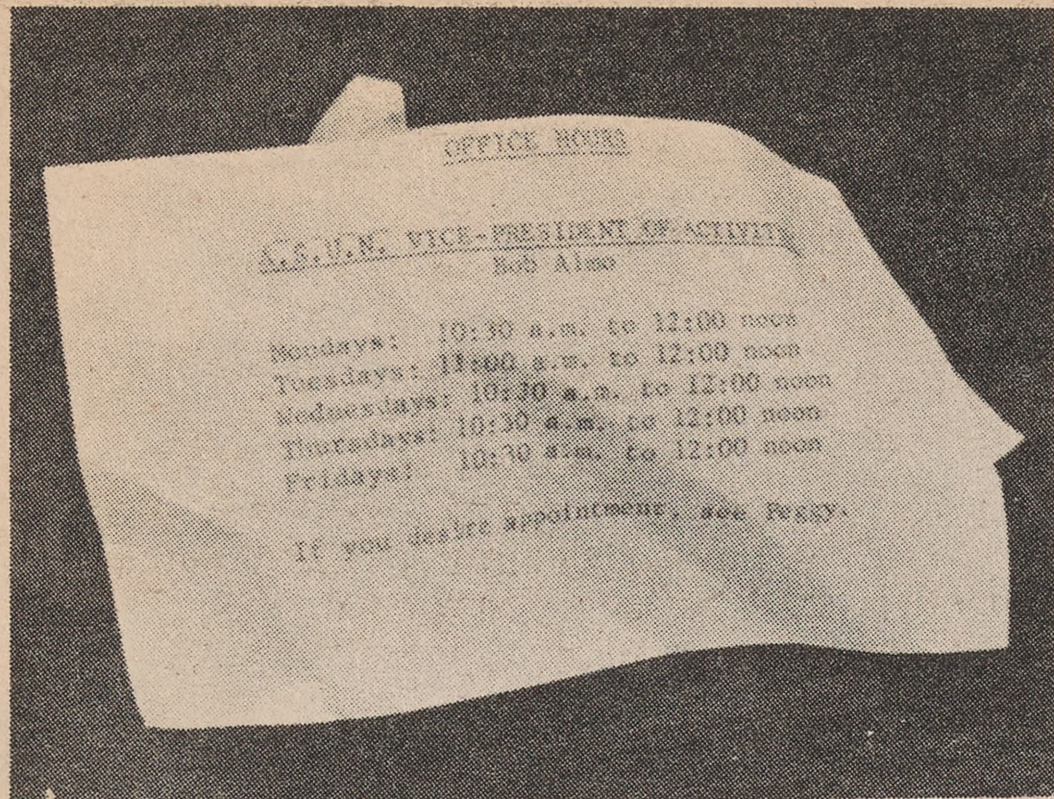 OFFICE HOURS
A.S.U.N. VICE-PRESIDENT OF ACTIVITY
Bob Almo
Mondays: 10:30 a.m. to 12:00 noon
Tuesdays: 11:00 a.m. to 12:00 noon
Wednesdays: 10:30 a.m. to 12:00 noon
Thursdays: 10:30 a.m. to 12:00 noon
Fridays: 10:30 a.m. to 12:00 noon
If you desire appointment, see Peggy.